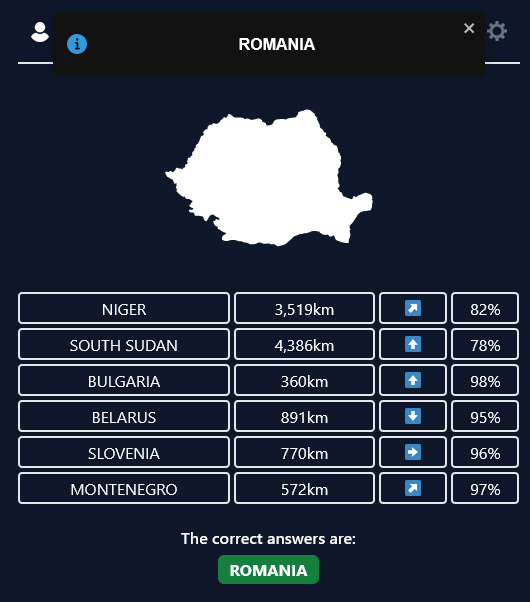 ROMANIA
NIGER 3,519km ↗ 82%
SOUTH SUDAN 4,386km ⬆ 78%
BULGARIA 360km ⬆ 98%
BELARUS 891km ⬇ 95%
SLOVENIA 770km ➡ 96%
MONTENEGRO 572km ↗ 97%
The correct answers are:
ROMANIA